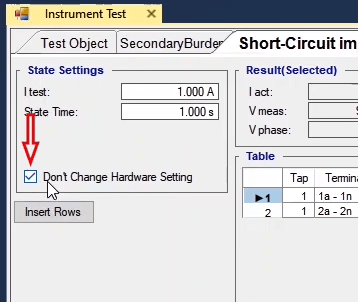 Instrument Test
Test Object
SecondaryBurden
Short-Circuit im
State Settings
I test:
1.000 A
State Time:
1.000 s
Don't Change Hardware Setting
Insert Rows
Result(Selected)
I act:
V meas:
V phase:
Table
Tap
Termina
1
1
1a - 1n
2
1
2a - 2n